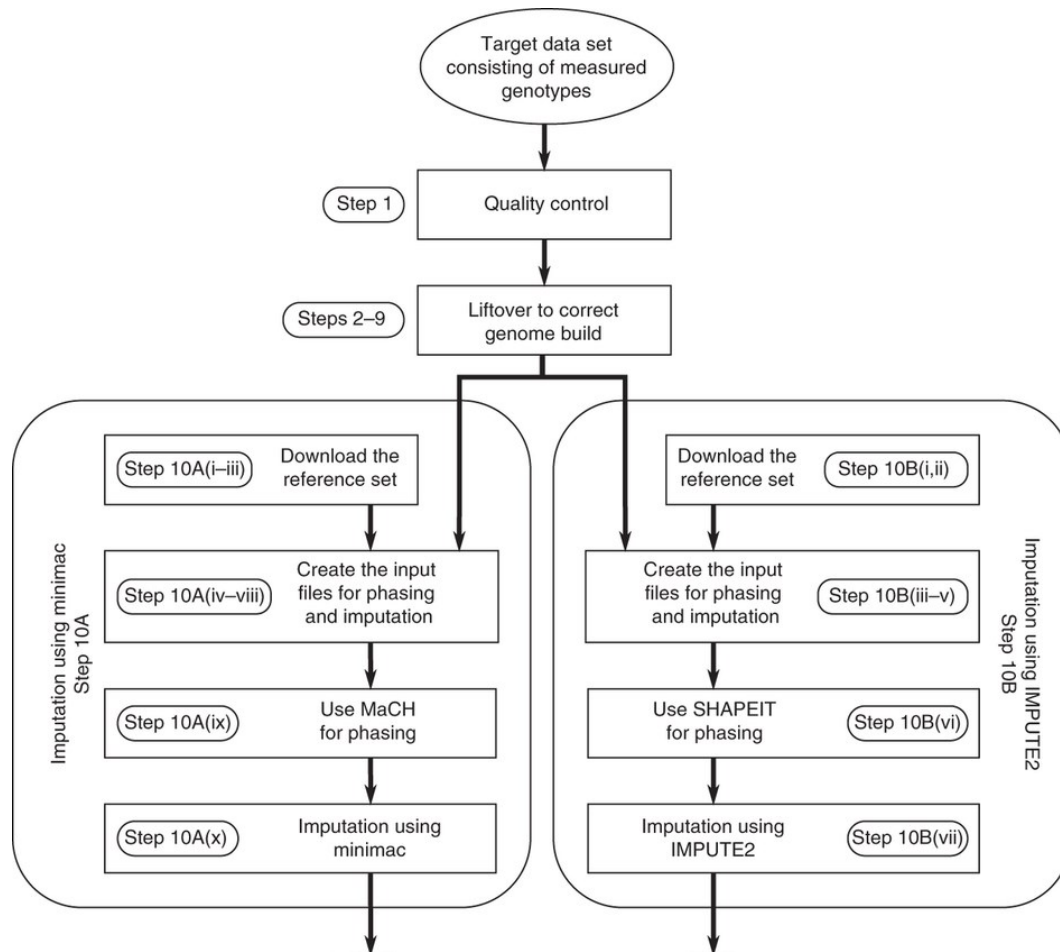 Target data set
consisting of measured
genotypes
Step 1
Quality control
Steps 2–9
Liftover to correct
genome build
Imputation using minimac
Step 10A
Step 10A(i–iii)
Download the
reference set
Step 10A(iv–viii)
Create the input
files for phasing
and imputation
Step 10A(ix)
Use MaCH
for phasing
Step 10A(x)
Imputation using
minimac
Download the
reference set
Step 10B(i,ii)
Create the input
files for phasing
and imputation
Step 10B(iii–v)
Use SHAPEIT
for phasing
Step 10B(vi)
Imputation using
IMPUTE2
Step 10B(vii)
Imputation using IMPUTE2
Step 10B